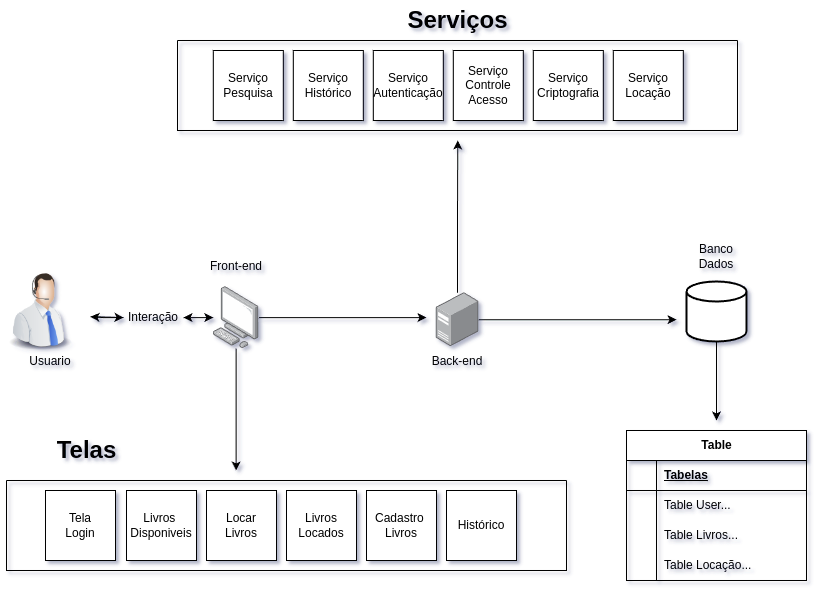 Serviços
Serviço
Pesquisa
Serviço
Histórico
Serviço
Autenticação
Serviço
Controle
Acesso
Serviço
Criptografia
Serviço
Locação
Banco
Dados
Front-end
Interação
Usuario
Back-end
Telas
Tela
Login
Livros
Disponiveis
Locar
Livros
Livros
Locados
Cadastro
Livros
Histórico
Table
Tabelas
Table User...
Table Livros...
Table Locação...